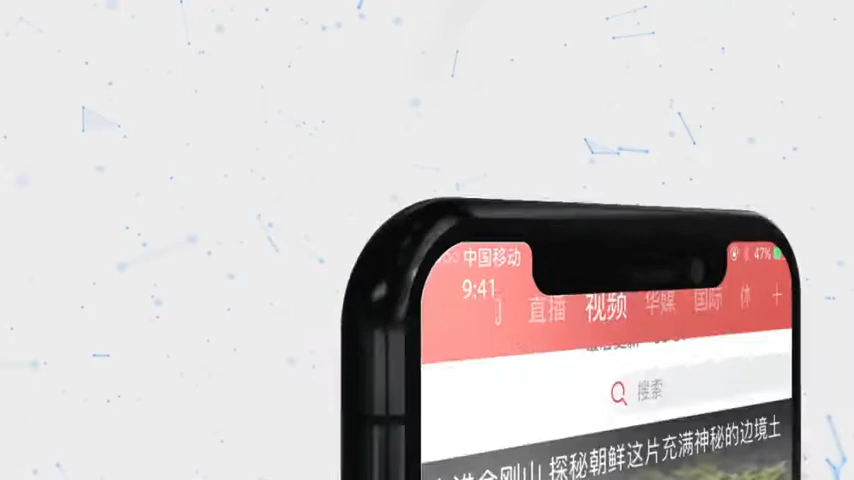 中国移动 47%
9:41
直播 视频 华媒 国际 体 +
搜索
金刚山 探秘朝鲜这片充满神秘的边境土